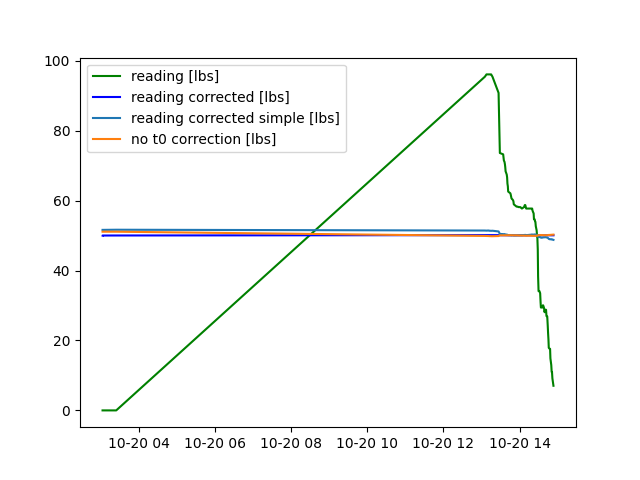 100
80
60
40
20
0
reading [lbs]
reading corrected [lbs]
reading corrected simple [lbs]
no t0 correction [lbs]
10-20 04 10-20 06 10-20 08 10-20 10 10-20 12 10-20 14